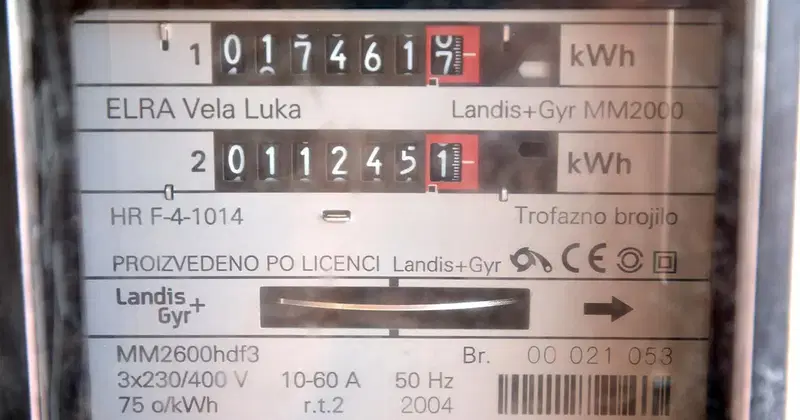 1 0174617 kWh
ELRA Vela Luka Landis+Gyr MM2000
2 0112451 kWh
HR F-4-1014 Trofazno brojilo
PROIZVEDENO PO LICENCI Landis+Gyr CE
Landis
Gyr+
MM2600hdf3 Br. 00 021 053
3x230/400 V 10-60 A 50 Hz
75 o/kWh r.t.2 2004